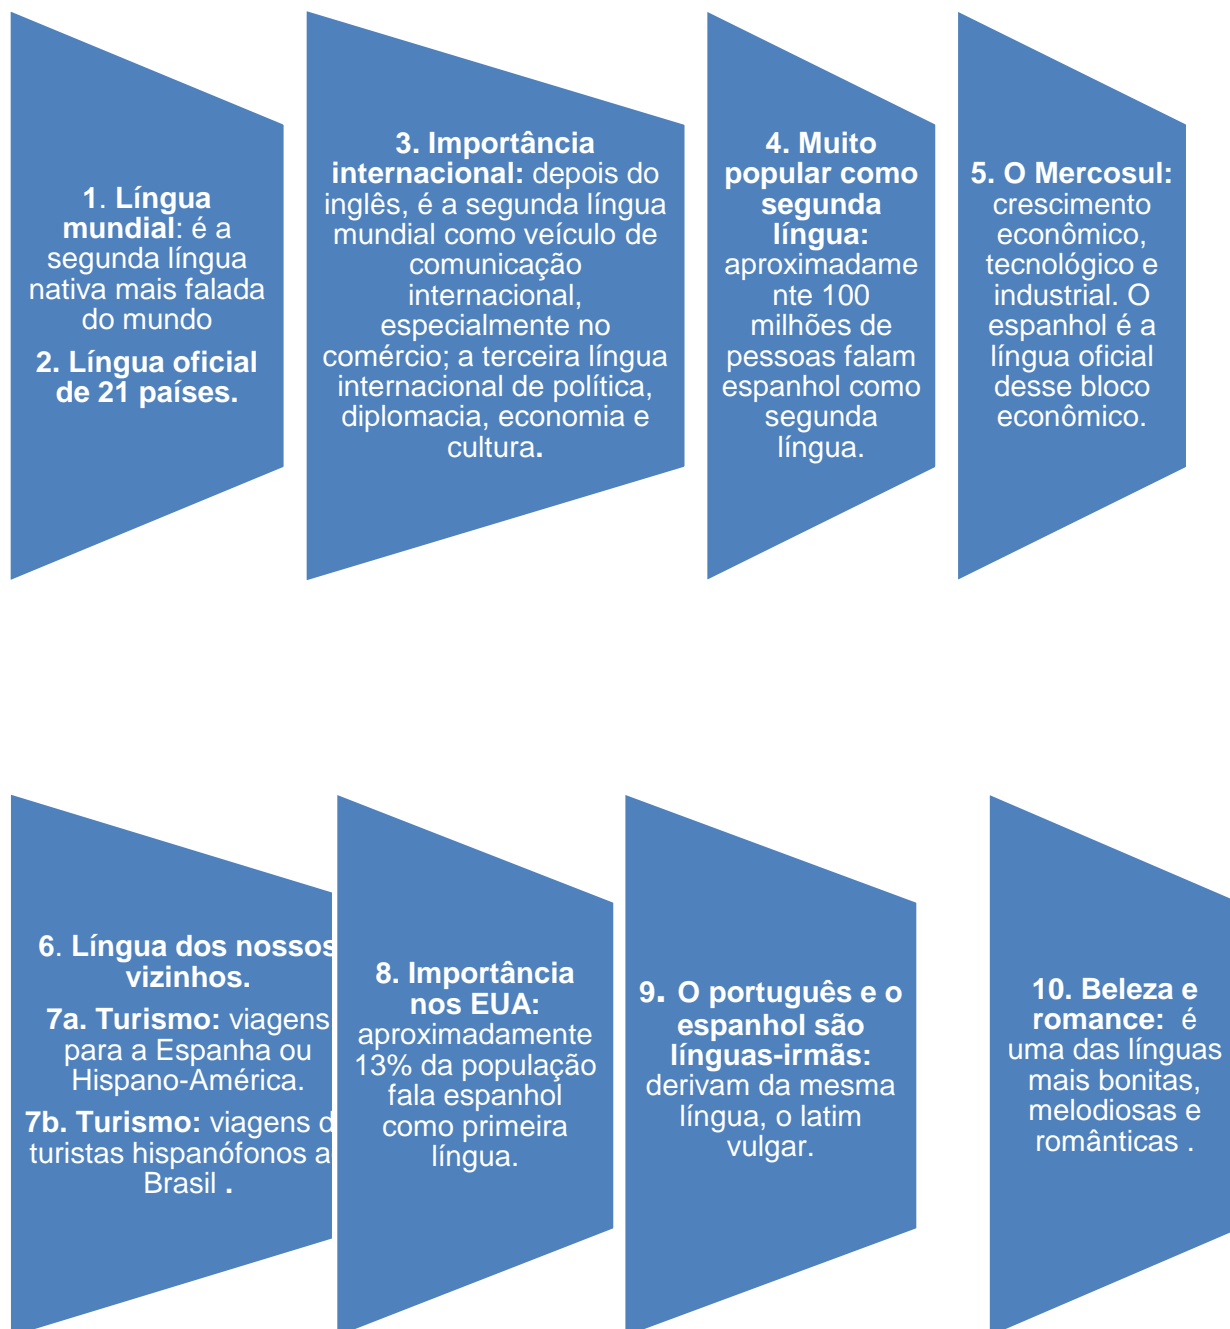 1. Língua
mundial: é a
segunda língua
nativa mais falada
do mundo
2. Língua oficial
de 21 países.
3. Importância
internacional: depois do
inglês, é a segunda língua
mundial como veículo de
comunicação
internacional,
especialmente no
comércio; a terceira língua
internacional de política,
diplomacia, economia e
cultura.
4. Muito
popular como
segunda
língua:
aproximadame
nte 100
milhões de
pessoas falam
espanhol como
segunda
língua.
5. O Mercosul:
crescimento
econômico,
tecnológico e
industrial. O
espanhol é a
língua oficial
desse bloco
econômico.
6. Língua dos nossos
vizinhos.
7a. Turismo: viagens
para a Espanha ou
Hispano-América.
7b. Turismo: viagens
turistas hispanófonos
Brasil .
8. Importância
nos EUA:
aproximadamente
13% da população
fala espanhol
como primeira
língua.
9. O português e o
espanhol são
línguas-irmãs:
derivam da mesma
língua, o latim
vulgar.
10. Beleza e
romance: é
uma das línguas
mais bonitas,
melodiosas e
românticas .